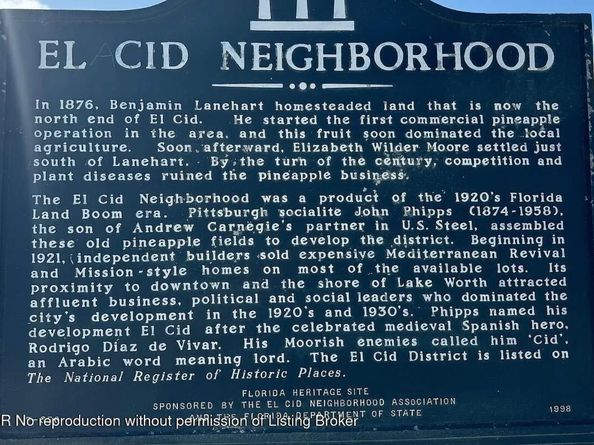 EL CID NEIGHBORHOOD
In 1876, Benjamin Lanehart homesteaded land that is now the
north end of El Cid. He started the first commercial pineapple
operation in the area, and this fruit soon dominated the local
agriculture. Soon afterward, Elizabeth Wilder Moore settled just
south of Lanehart. By the turn of the century, competition and
plant diseases ruined the pineapple business.
The El Cid Neighborhood was a product of the 1920's Florida
Land Boom era. Pittsburgh socialite John Phipps (1874-1958),
the son of Andrew Carnegie's partner in U.S. Steel, assembled
these old pineapple fields to develop the district. Beginning in
1921, independent builders sold expensive Mediterranean Revival
and Mission-style homes on most of the available lots. Its
proximity to downtown and the shore of Lake Worth attracted
affluent business, political and social leaders who dominated the
city's development in the 1920's and 1930's. Phipps named his
development El Cid after the celebrated medieval Spanish hero,
Rodrigo Díaz de Vivar. His Moorish enemies called him 'Cid',
an Arabic word meaning lord. The El Cid District is listed on
The National Register of Historic Places.
FLORIDA HERITAGE SITE
SPONSORED BY THE EL CID NEIGHBORHOOD ASSOCIATION
AND THE FLORIDA DEPARTMENT OF STATE
1998
R No reproduction without permission of Listing Broker